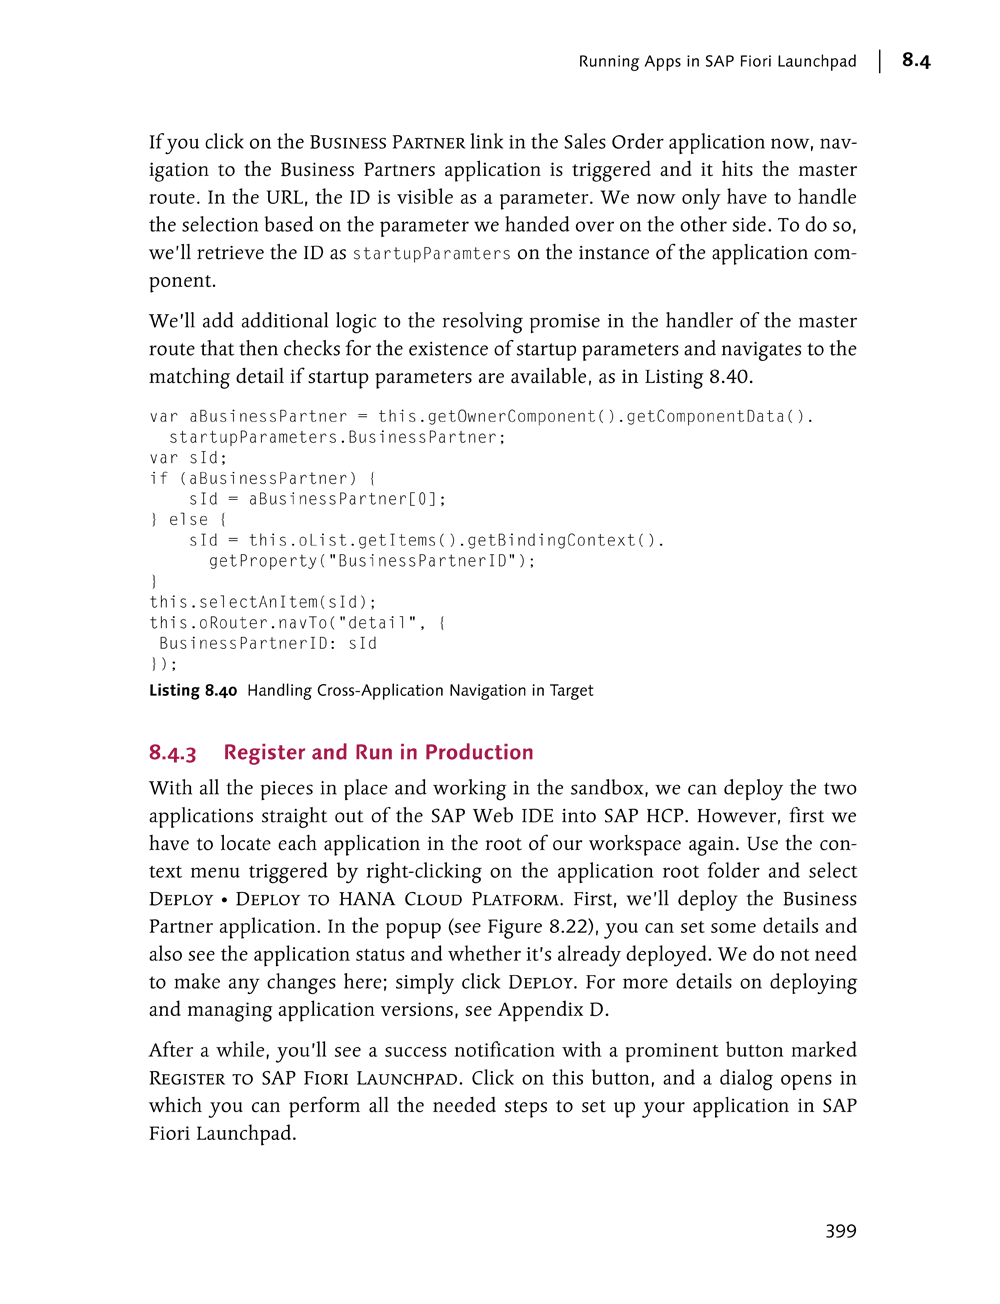 Running Apps in SAP Fiori Launchpad | 8.4
If you click on the BUSINESS PARTNER link in the Sales Order application now, nav-
igation to the Business Partners application is triggered and it hits the master
route. In the URL, the ID is visible as a parameter. We now only have to handle
the selection based on the parameter we handed over on the other side. To do so,
we'll retrieve the ID as startupParamters on the instance of the application com-
ponent.
We'll add additional logic to the resolving promise in the handler of the master
route that then checks for the existence of startup parameters and navigates to the
matching detail if startup parameters are available, as in Listing 8.40.
var aBusinessPartner = this.getOwnerComponent().getComponentData().
  startupParameters.BusinessPartner;
var sId;
if (aBusinessPartner) {
    sId = aBusinessPartner[0];
} else {
    sId = this.oList.getItems().getBindingContext().
      getProperty("BusinessPartnerID");
}
this.selectAnItem(sId);
this.oRouter.navTo("detail", {
 BusinessPartnerID: sId
});
Listing 8.40 Handling Cross-Application Navigation in Target
8.4.3 Register and Run in Production
With all the pieces in place and working in the sandbox, we can deploy the two
applications straight out of the SAP Web IDE into SAP HCP. However, first we
have to locate each application in the root of our workspace again. Use the con-
text menu triggered by right-clicking on the application root folder and select
DEPLOY • DEPLOY TO HANA CLOUD PLATFORM. First, we'll deploy the Business
Partner application. In the popup (see Figure 8.22), you can set some details and
also see the application status and whether it's already deployed. We do not need
to make any changes here; simply click DEPLOY. For more details on deploying
and managing application versions, see Appendix D.
After a while, you'll see a success notification with a prominent button marked
REGISTER TO SAP FIORI LAUNCHPAD. Click on this button, and a dialog opens in
which you can perform all the needed steps to set up your application in SAP
Fiori Launchpad.
399